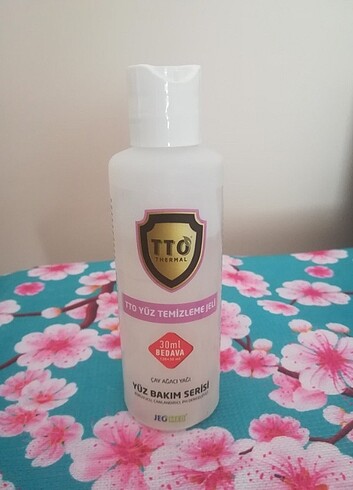 TTO
THERMAL
TTO YÜZ TEMİZLEME JELİ
30ml
BEDAVA
ÇAY AĞACI YAĞI
YÜZ BAKIM SERİSİ